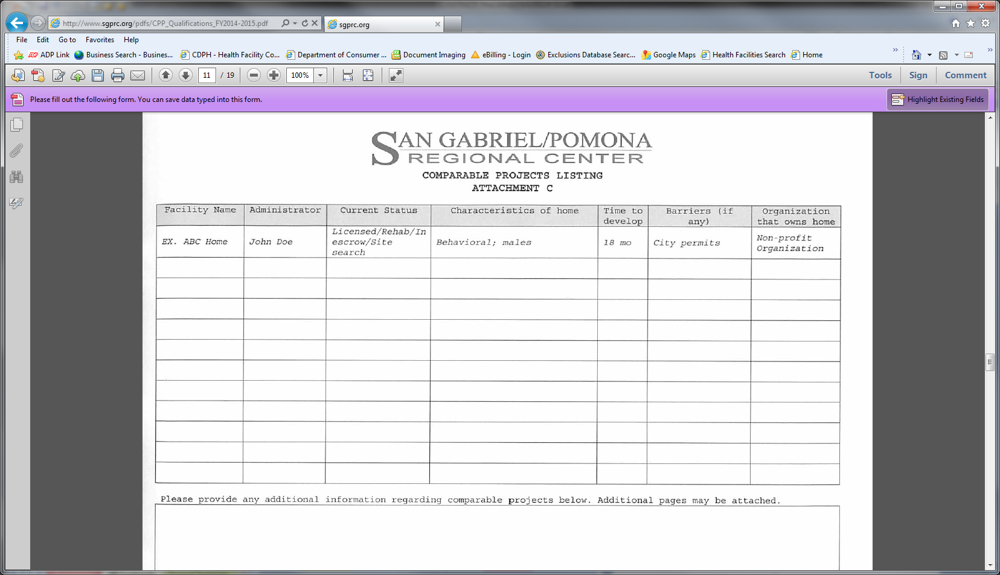 http://www.sgprc.org/pdfs/CPP_Qualifications_FY2014-2015.pdf
sgprc.org
File Edit Go to Favorites Help
ADP Link Business Search - Busines... CDPH - Health Facility Co... Department of Consumer ... Document Imaging eBilling - Login Exclusions Database Searc... Google Maps Health Facilities Search Home
11 / 19 100% Tools Sign Comment
Please fill out the following form. You can save data typed into this form. Highlight Existing Fields
SAN GABRIEL/POMONA
REGIONAL CENTER
COMPARABLE PROJECTS LISTING
ATTACHMENT C
Facility Name Administrator Current Status Characteristics of home Time to develop Barriers (if any) Organization that owns home
EX. ABC Home John Doe Licensed/Rehab/In escrow/Site search Behavioral; males 18 mo City permits Non-profit Organization
Please provide any additional information regarding comparable projects below. Additional pages may be attached.